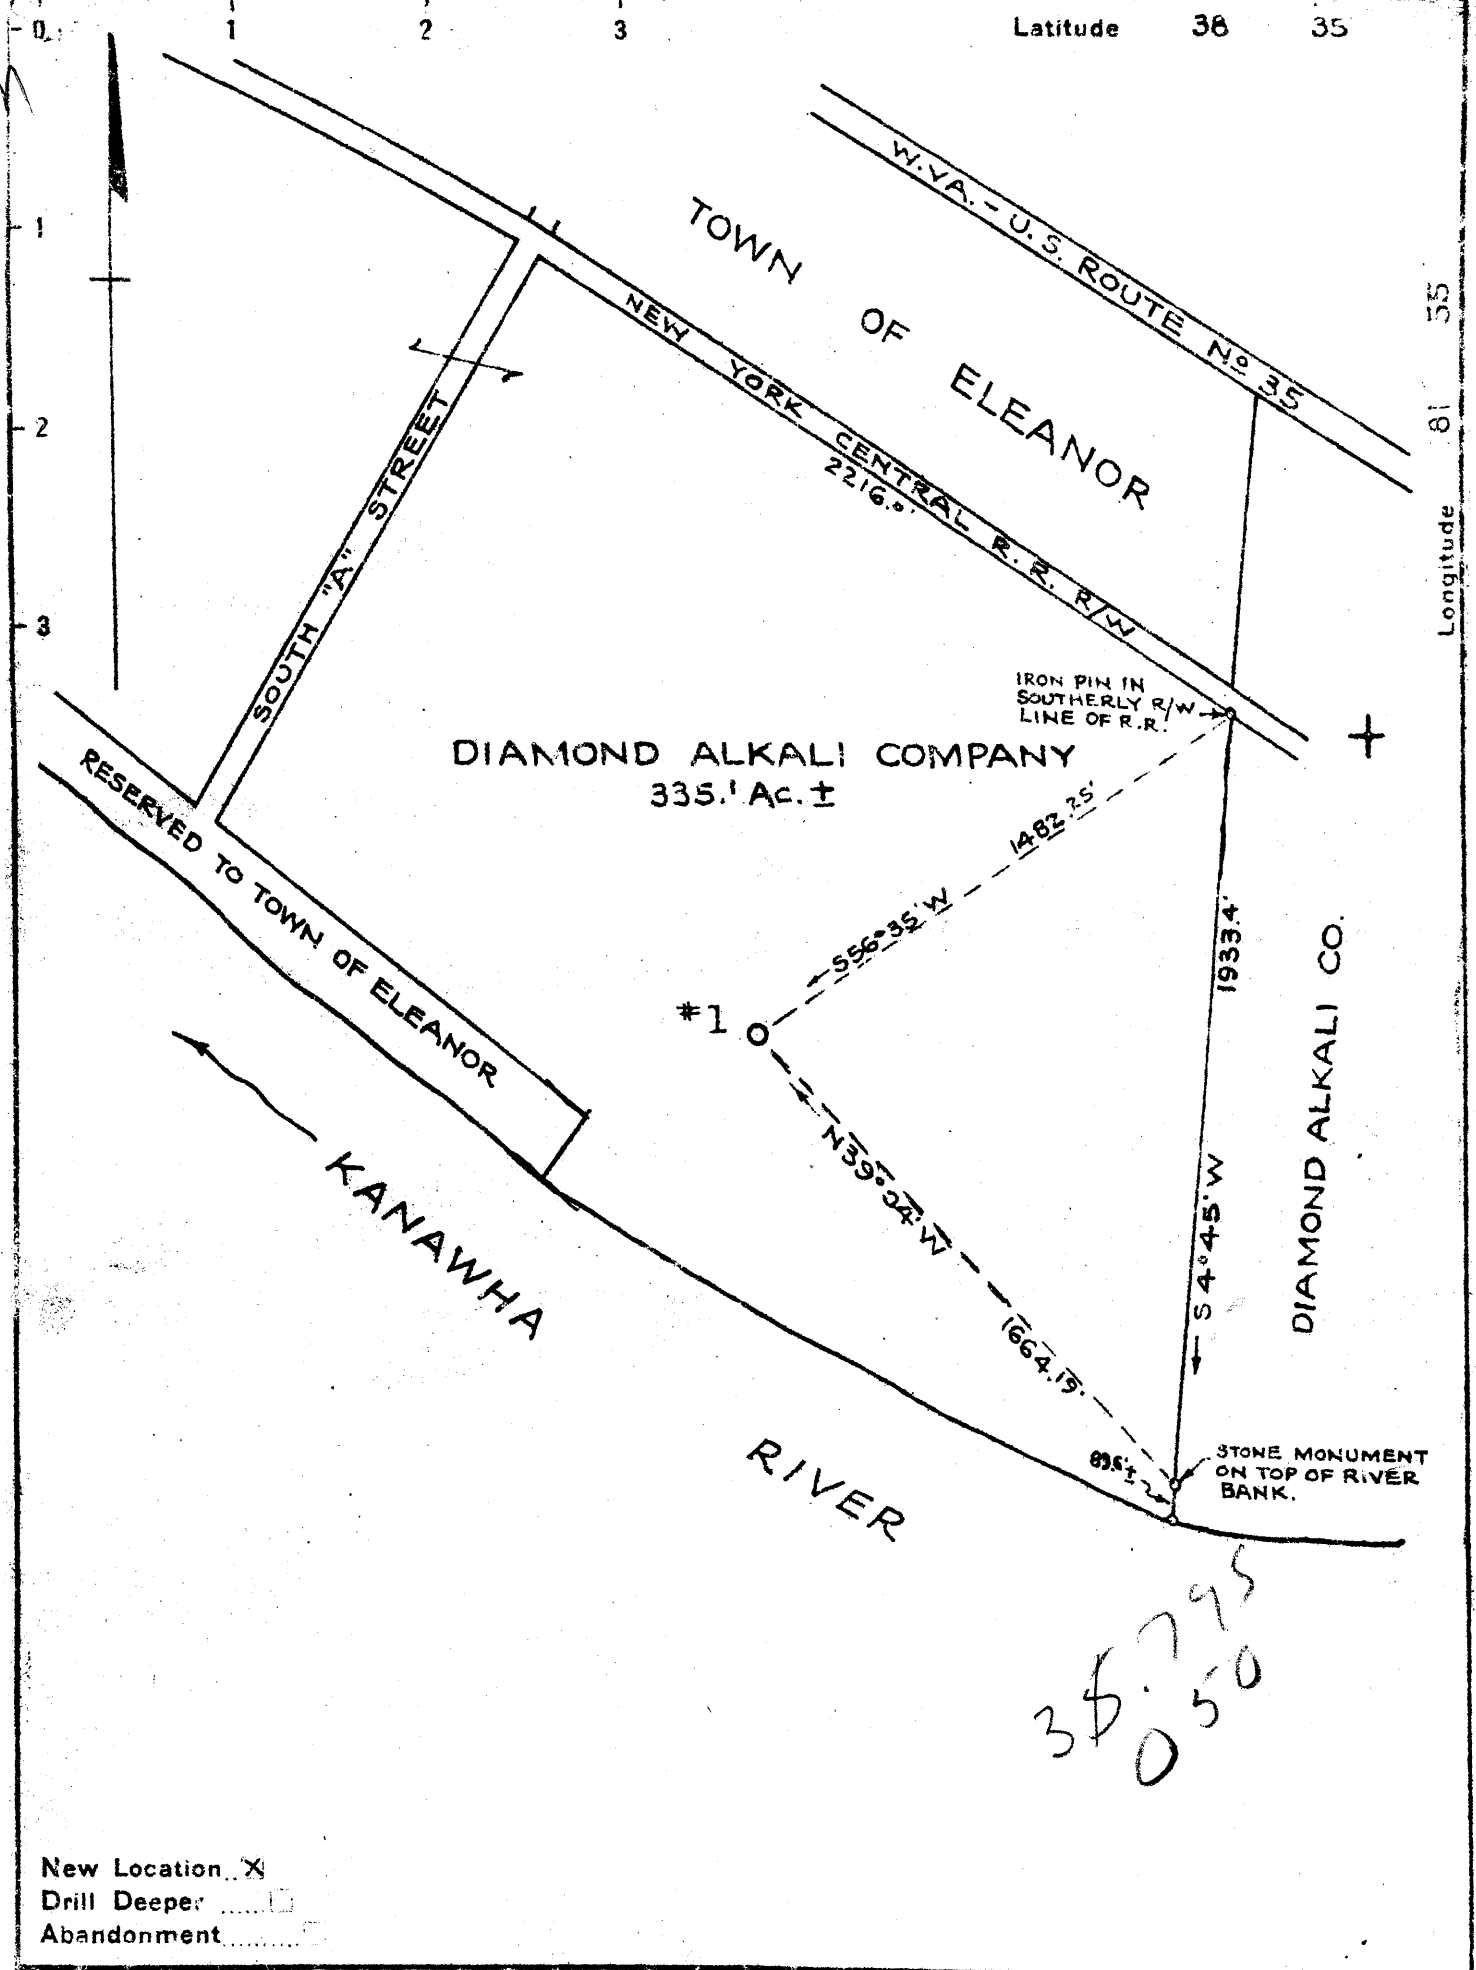 0 1 2 3 Latitude 38 35
1
2
3
Longitude 81 55
W.VA. - U.S. ROUTE Nº 35
TOWN OF ELEANOR
NEW YORK CENTRAL R.R. R/W
2216.0'
SOUTH "A" STREET
IRON PIN IN
SOUTHERLY R/W
LINE OF R.R.
DIAMOND ALKALI COMPANY
335.1 AC. ±
1482.25'
S56°35'W
RESERVED TO TOWN OF ELEANOR
#1
1933.4'
S 4°45' W
DIAMOND ALKALI CO.
N39°04'W
1664.19'
KANAWHA
RIVER
STONE MONUMENT
ON TOP OF RIVER
BANK.
050
New Location X
Drill Deeper
Abandonment